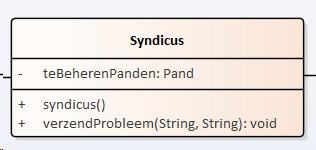 Syndicus
- teBeherenPanden: Pand
+ syndicus()
+ verzendProbleem(String, String): void